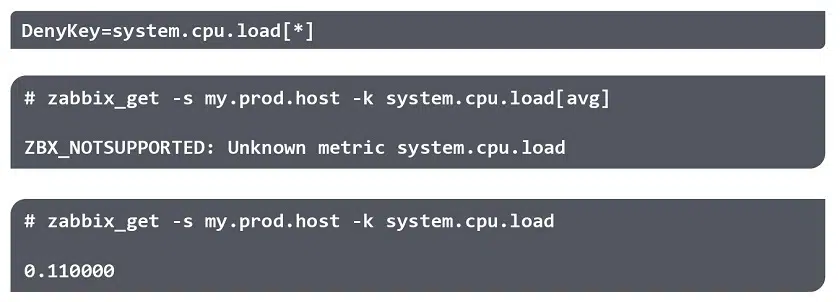 DenyKey=system.cpu.load[*]
# zabbix_get -s my.prod.host -k system.cpu.load[avg]
ZBX_NOTSUPPORTED: Unknown metric system.cpu.load
# zabbix_get -s my.prod.host -k system.cpu.load
0.110000